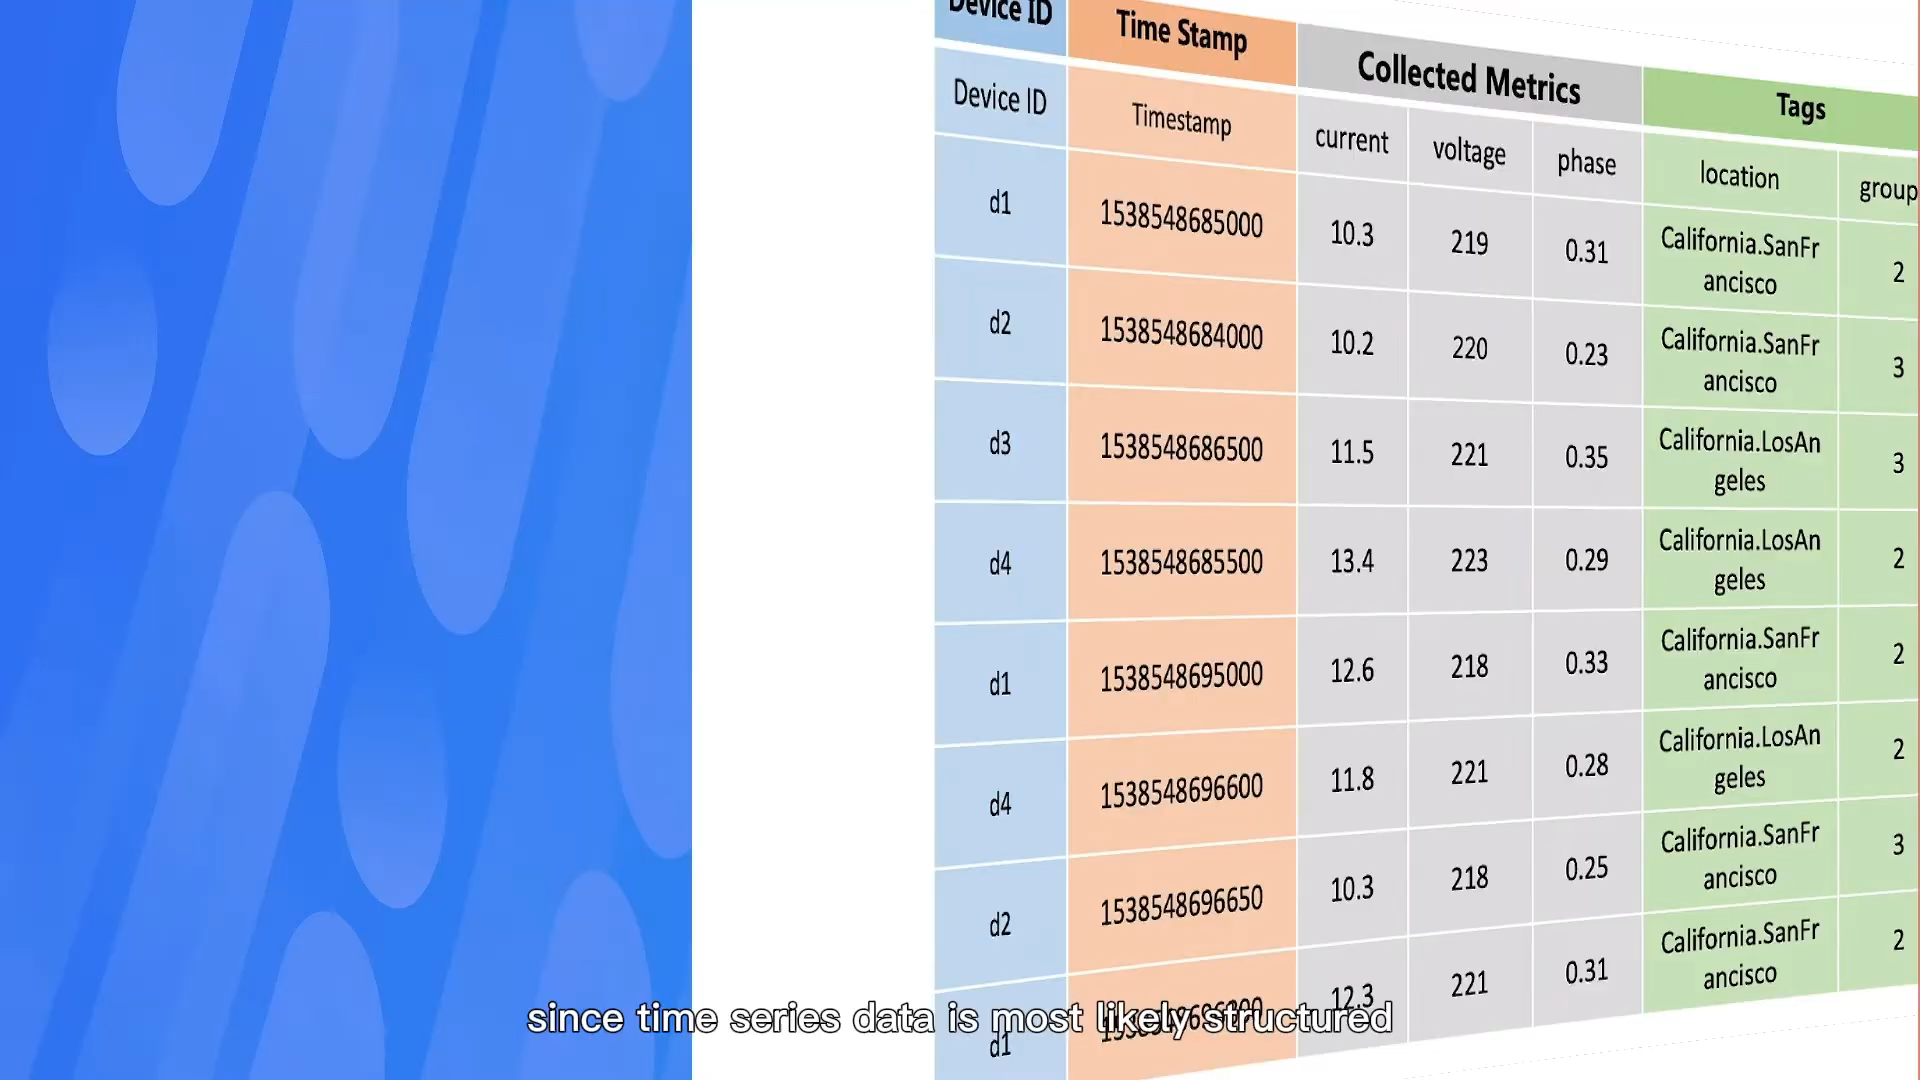 Device ID Time Stamp Collected Metrics Tags
Device ID Timestamp current voltage phase location group
d1 1538548685000 10.3 219 0.31 California.SanFr
ancisco 2
d2 1538548684000 10.2 220 0.23 California.SanFr
ancisco 3
d3 1538548686500 11.5 221 0.35 California.LosAn
geles 3
d4 1538548685500 13.4 223 0.29 California.LosAn
geles 2
d1 1538548695000 12.6 218 0.33 California.SanFr
ancisco 2
d4 1538548696600 11.8 221 0.28 California.LosAn
geles 2
d2 1538548696650 10.3 218 0.25 California.SanFr
ancisco 3
d1 12.3 221 0.31 California.SanFr
ancisco 2
since time series data is most likely structured